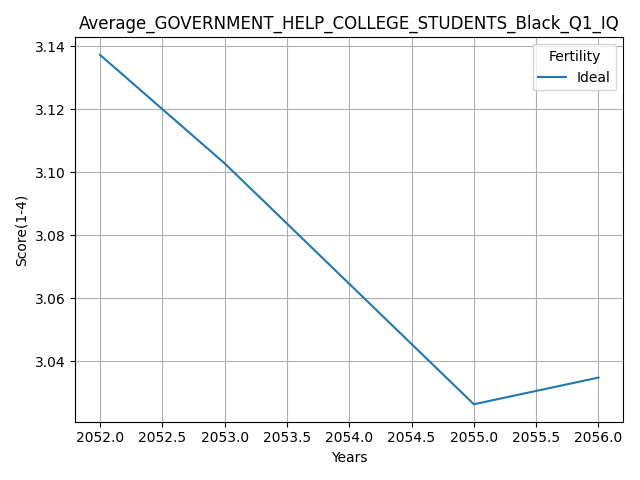 Average_GOVERNMENT_HELP_COLLEGE_STUDENTS_Black_Q1_IQ
Fertility
Ideal
3.14
3.12
3.10
3.08
3.06
3.04
Score(1-4)
2052.0 2052.5 2053.0 2053.5 2054.0 2054.5 2055.0 2055.5 2056.0
Years